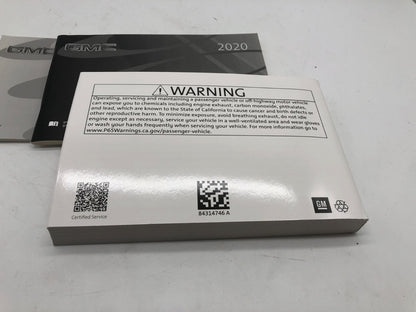 GMC
GMC
2020
WARNING
Operating, servicing and maintaining a passenger vehicle or off-highway motor vehicle
can expose you to chemicals including engine exhaust, carbon monoxide, phthalates,
and lead, which are known to the State of California to cause cancer and birth defects or
other reproductive harm. To minimize exposure, avoid breathing exhaust, do not idle
engine except as necessary, service your vehicle in a well-ventilated area and wear gloves
or wash your hands frequently when servicing your vehicle. For more information go to
www.P65Warnings.ca.gov/passenger-vehicle.
Certified Service
84314746 A
GM